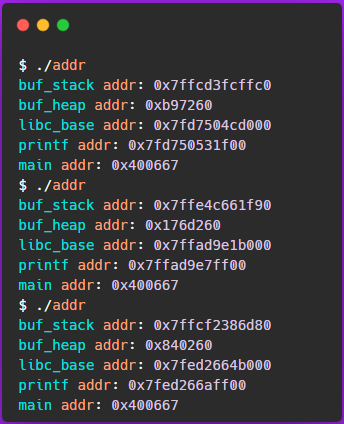 $ ./addr
buf_stack addr: 0x7ffcd3fcffc0
buf_heap addr: 0xb97260
libc_base addr: 0x7fd7504cd000
printf addr: 0x7fd750531f00
main addr: 0x400667
$ ./addr
buf_stack addr: 0x7ffe4c661f90
buf_heap addr: 0x176d260
libc_base addr: 0x7ffad9e1b000
printf addr: 0x7ffad9e7ff00
main addr: 0x400667
$ ./addr
buf_stack addr: 0x7ffcf2386d80
buf_heap addr: 0x840260
libc_base addr: 0x7fed2664b000
printf addr: 0x7fed266aff00
main addr: 0x400667